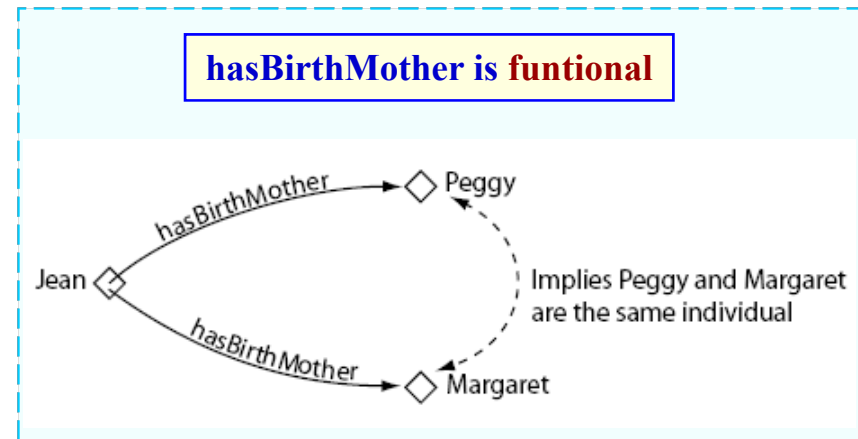 hasBirthMother is funtional
hasBirthMother
Peggy
Jean
Implies Peggy and Margaret
are the same individual
hasBirthMother
Margaret